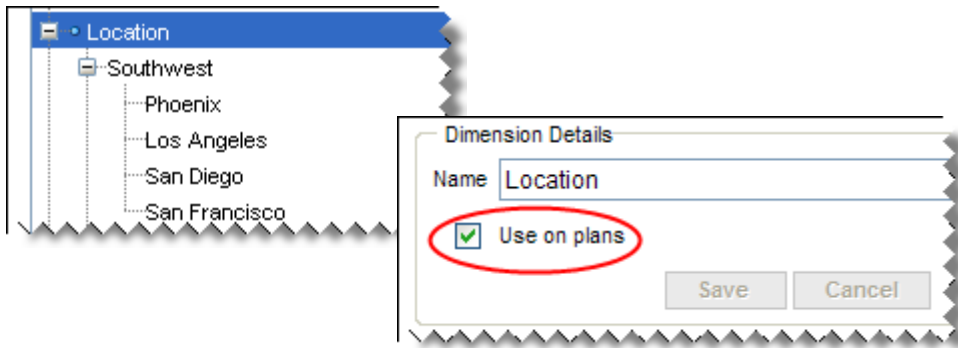 Location
Southwest
Phoenix
Los Angeles
San Diego
San Francisco
Dimension Details
Name Location
Use on plans
Save Cancel